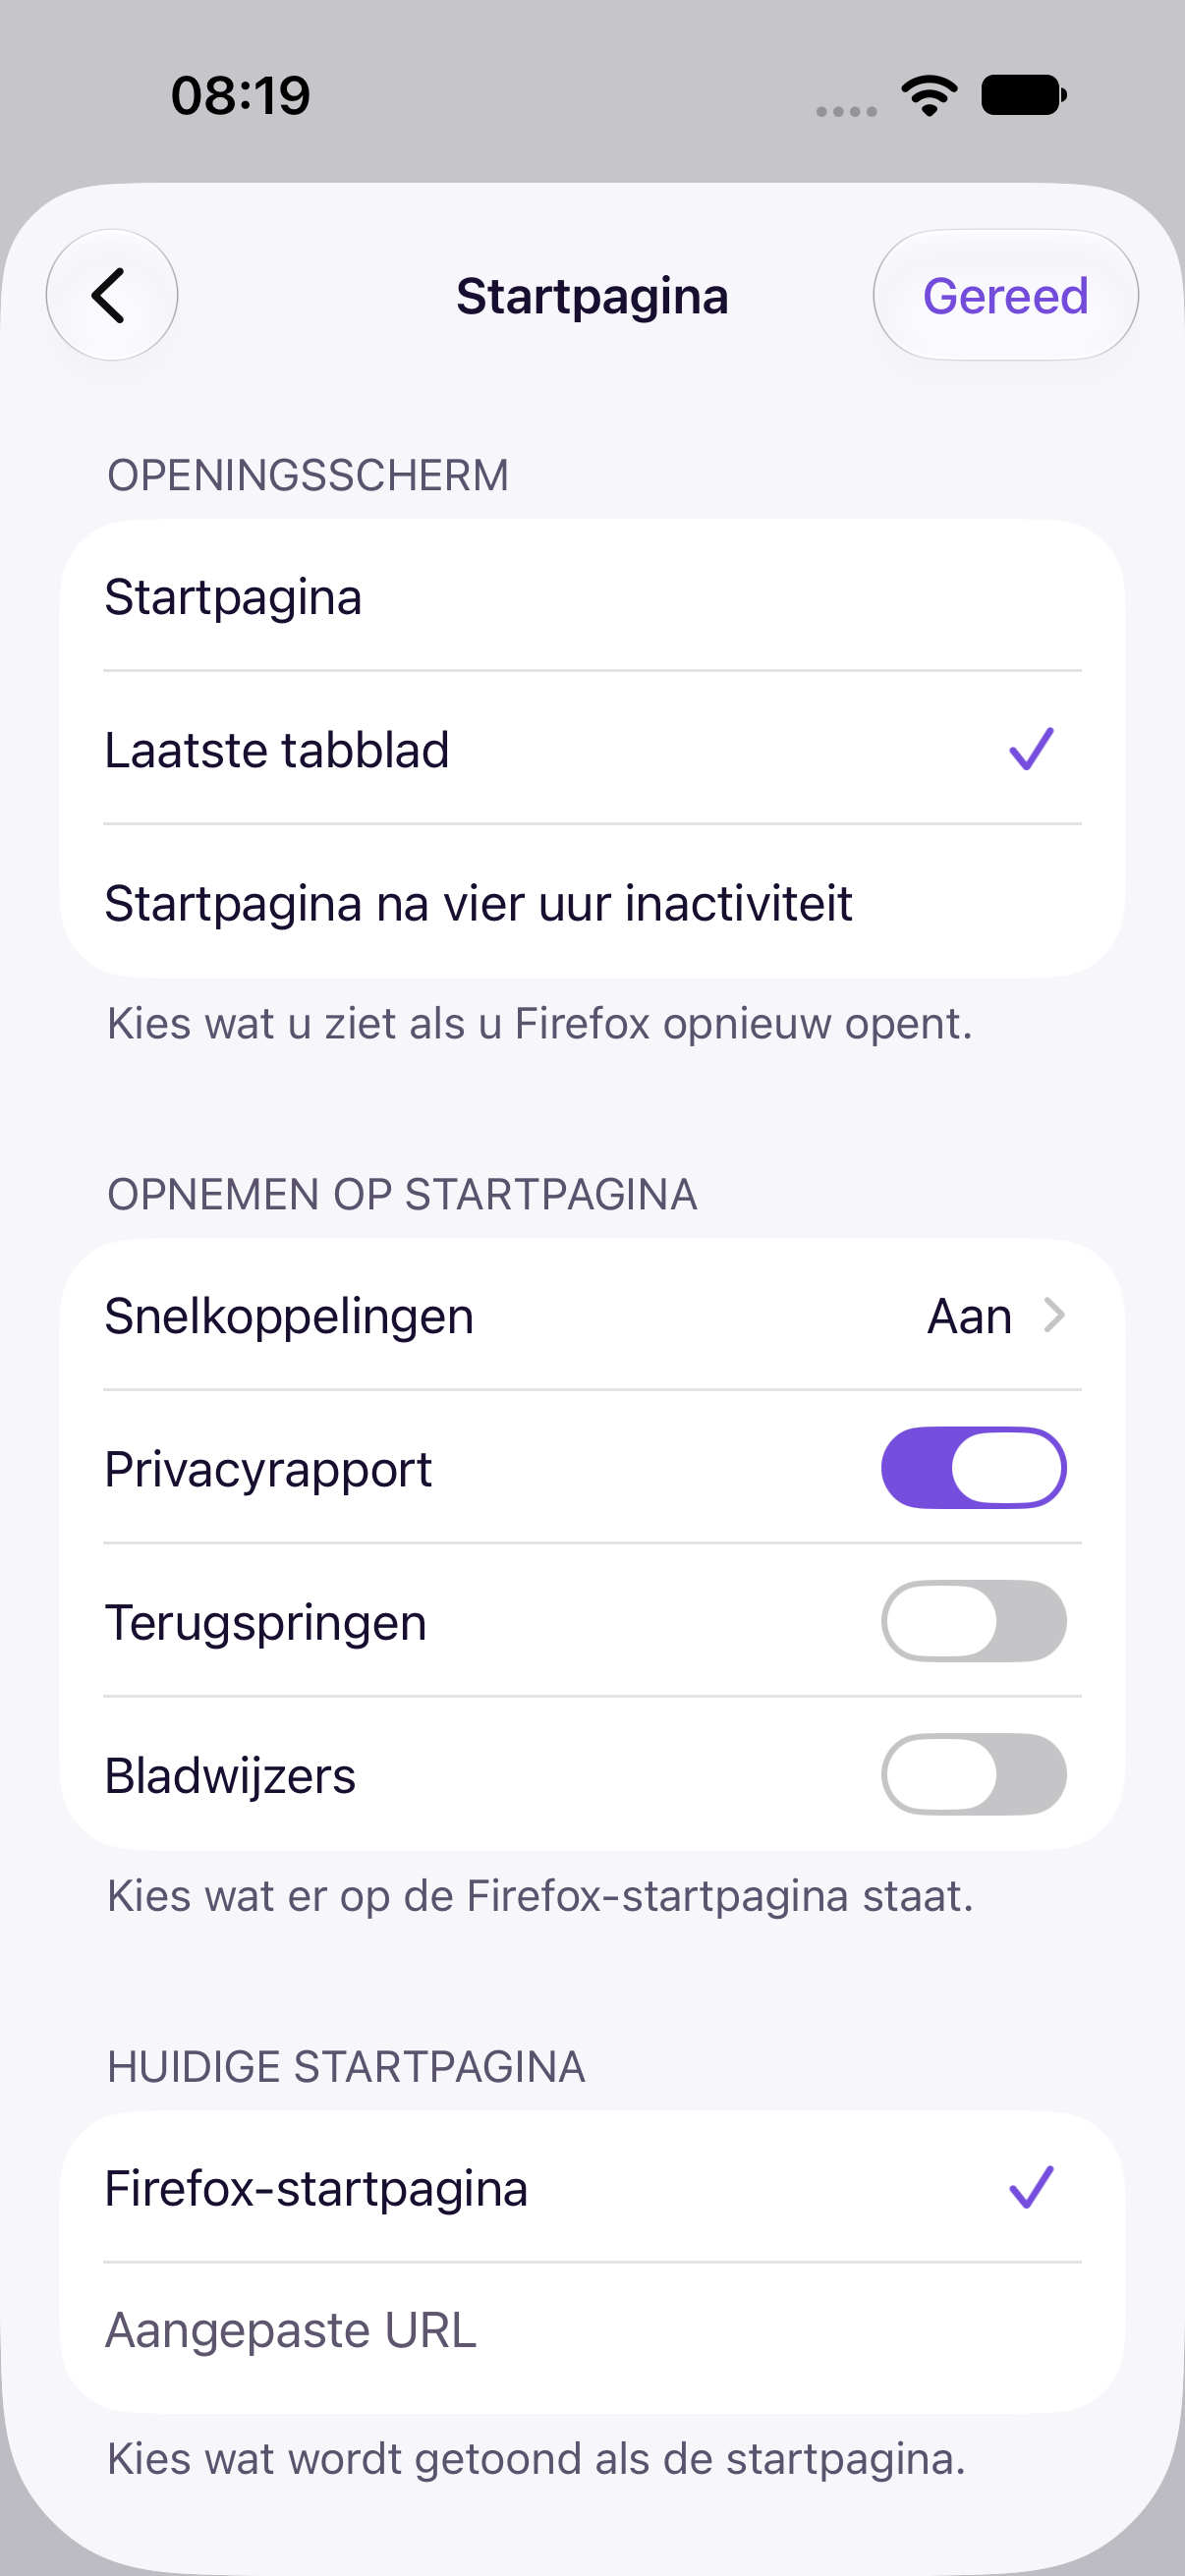 08:19
Startpagina
Gereed
OPENINGSSCHERM
Startpagina
Laatste tabblad
Startpagina na vier uur inactiviteit
Kies wat u ziet als u Firefox opnieuw opent.
OPNEMEN OP STARTPAGINA
Snelkoppelingen Aan
Privacyrapport
Terugspringen
Bladwijzers
Kies wat er op de Firefox-startpagina staat.
HUIDIGE STARTPAGINA
Firefox-startpagina
Aangepaste URL
Kies wat wordt getoond als de startpagina.